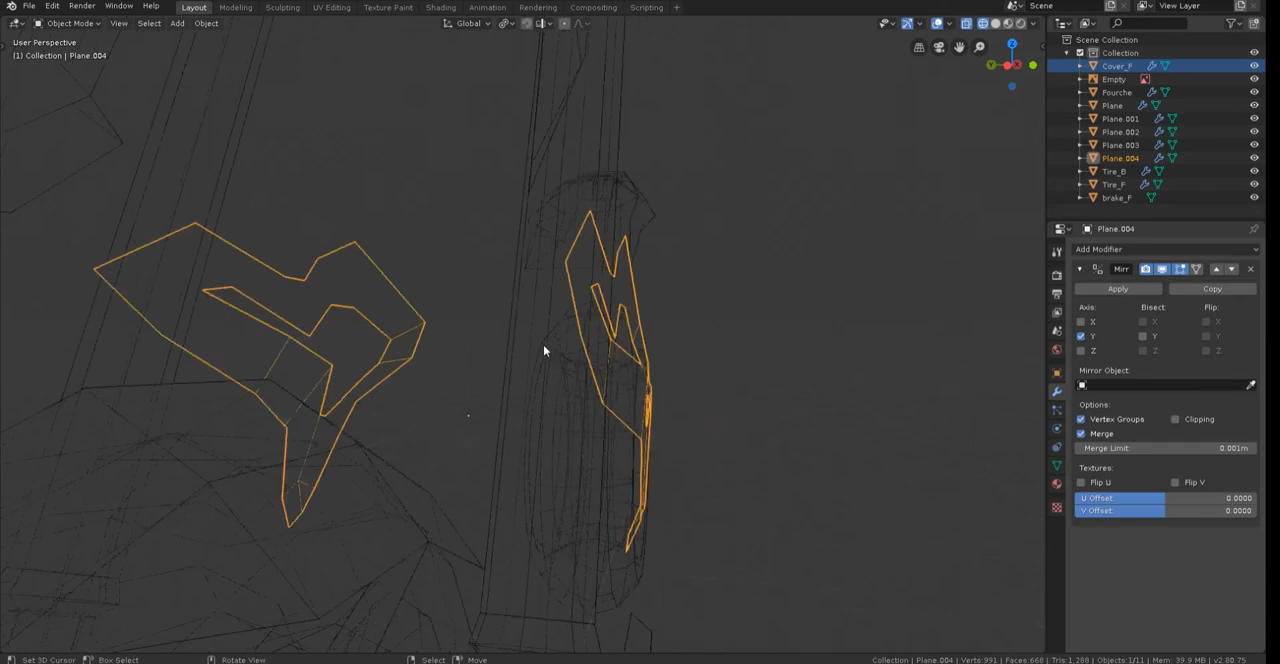 File Edit Render Window Help Layout Modeling Sculpting UV Editing Texture Paint Shading Animation Rendering Compositing Scripting + Scene View Layer
Object Mode View Select Add Object Global
User Perspective
(1) Collection | Plane.004
Z
Y
X
Scene Collection
Collection
Cover_F
Empty
Fourche
Plane
Plane.001
Plane.002
Plane.003
Plane.004
Tire_B
Tire_F
brake_F
Plane.004
Add Modifier
Mirr
Apply Copy
Axis: Bisect: Flip:
X X X
Y Y Y
Z Z Z
Mirror Object:
Options:
Vertex Groups Clipping
Merge
Merge Limit: 0.001m
Textures:
Flip U Flip V
U Offset: 0.0000
V Offset: 0.0000
Set 3D Cursor Box Select Rotate View Select Move Collection | Plane.004 | Verts:991 | Faces:668 | Tris:1,288 | Objects:1/11 | Mem: 39.9 MB | v2.80.75